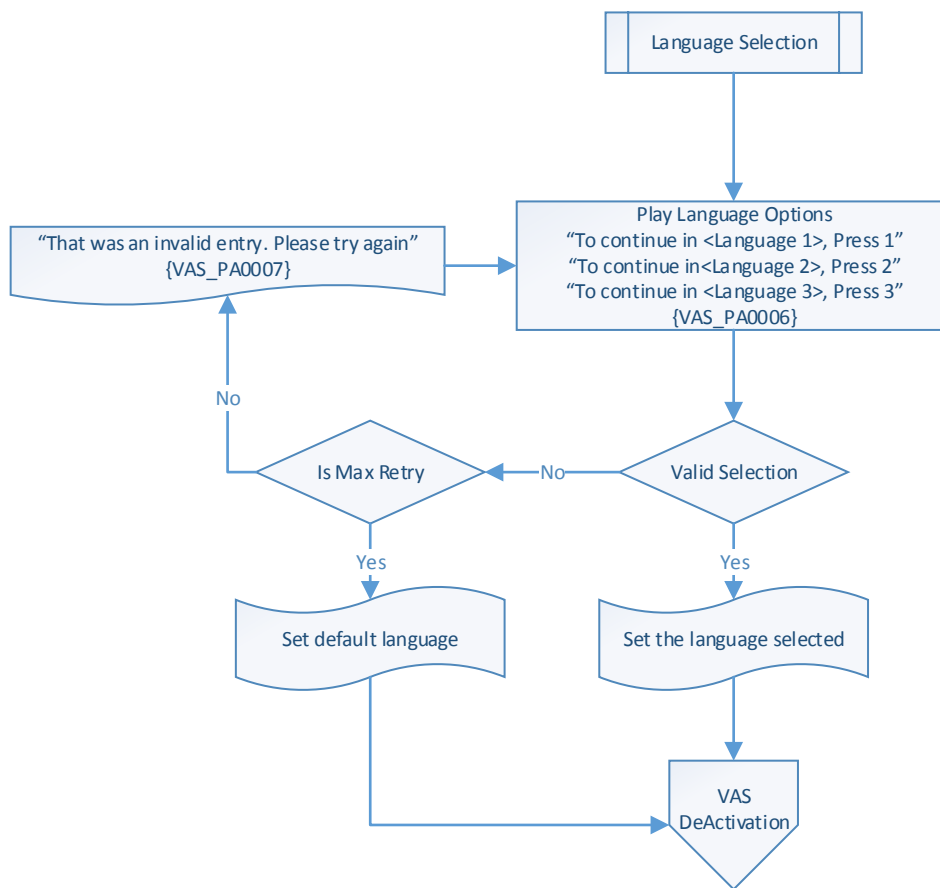 Language Selection
Play Language Options
“To continue in <Language 1>, Press 1”
“To continue in<Language 2>, Press 2”
“To continue in <Language 3>, Press 3”
{VAS_PA0006}
“That was an invalid entry. Please try again”
{VAS_PA0007}
No
Is Max Retry
No
Valid Selection
Yes
Yes
Set default language
Set the language selected
VAS
DeActivation